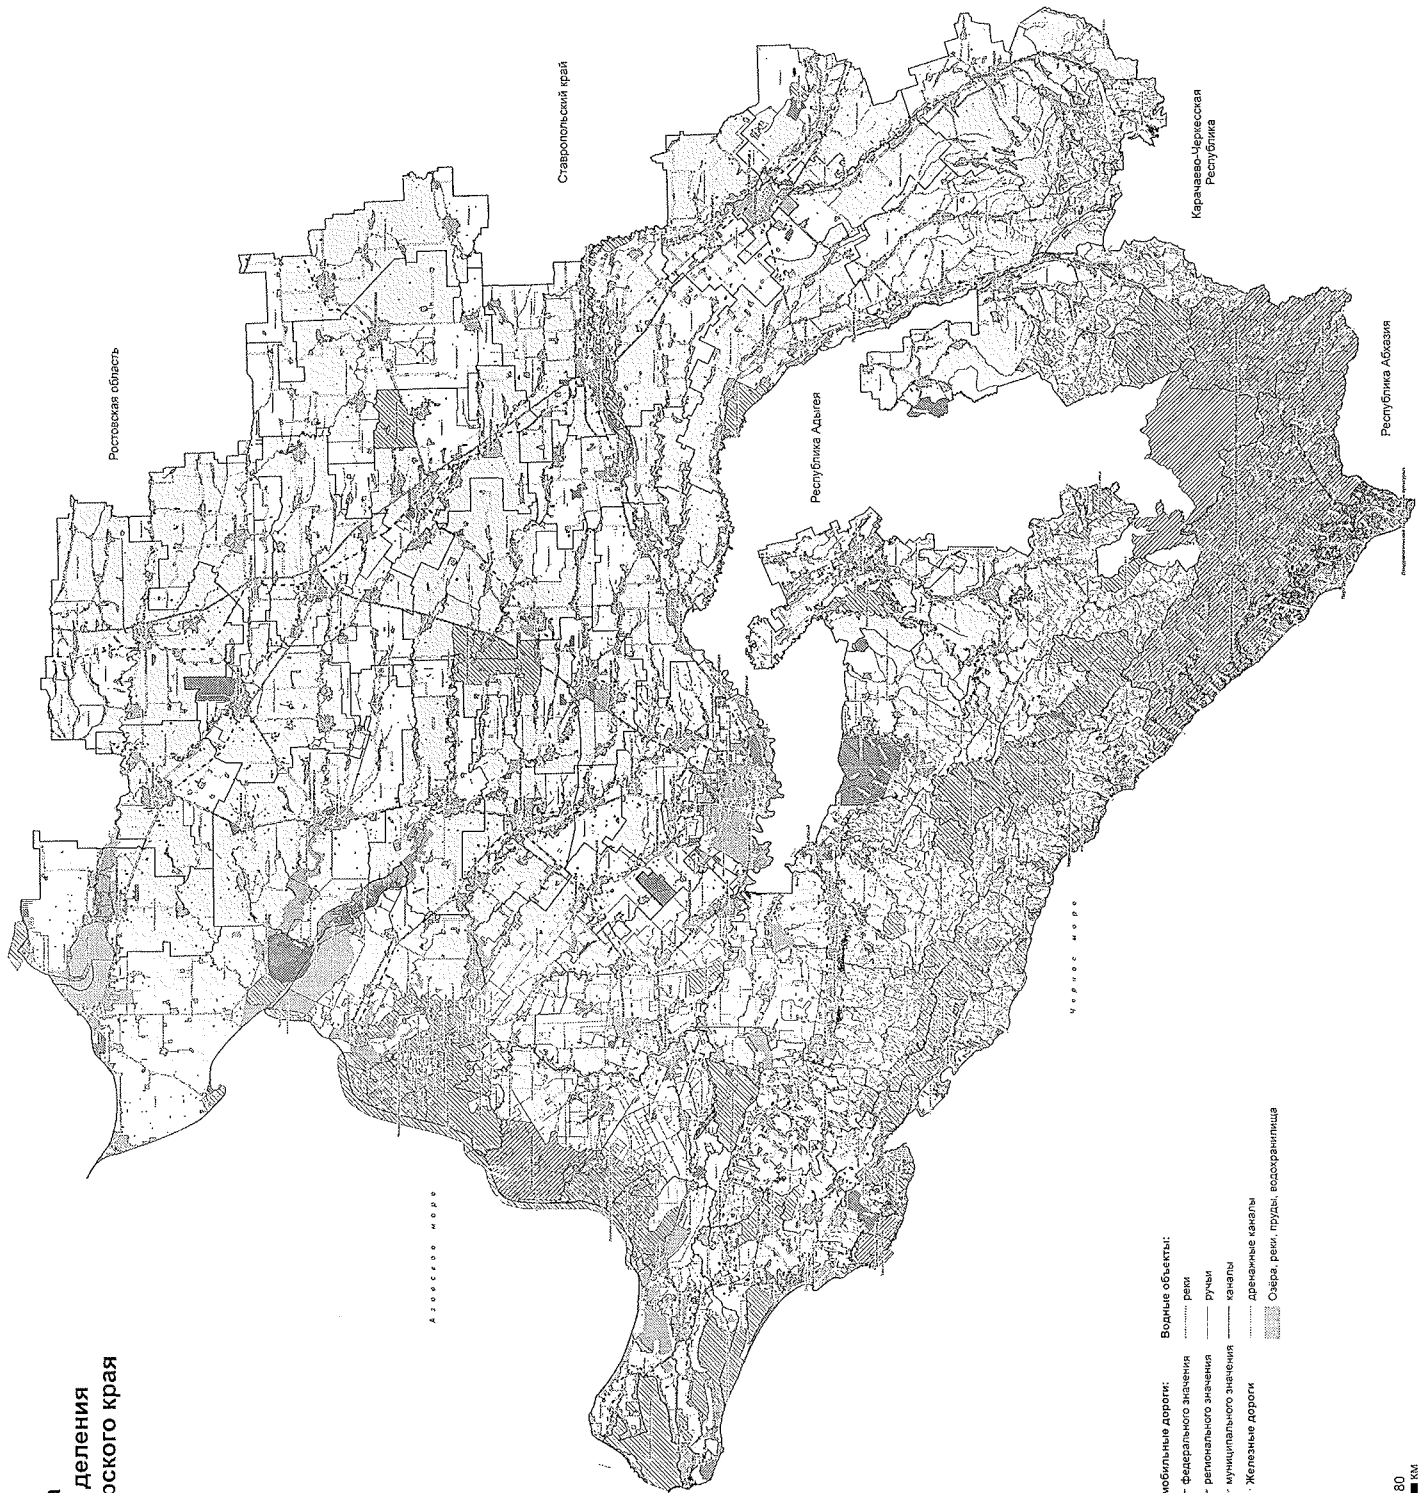 а
деления
рского края
Ростовская область
Ставропольский край
Карачаево-Черкесская
Республика
Республика Адыгея
Республика Абхазия
Азовское море
Черное море
мобильные дороги:
федерального значения
регионального значения
муниципального значения
Железные дороги
Водные объекты:
реки
ручьи
каналы
дренажные каналы
Озёра, реки, пруды, водохранилища
80
км